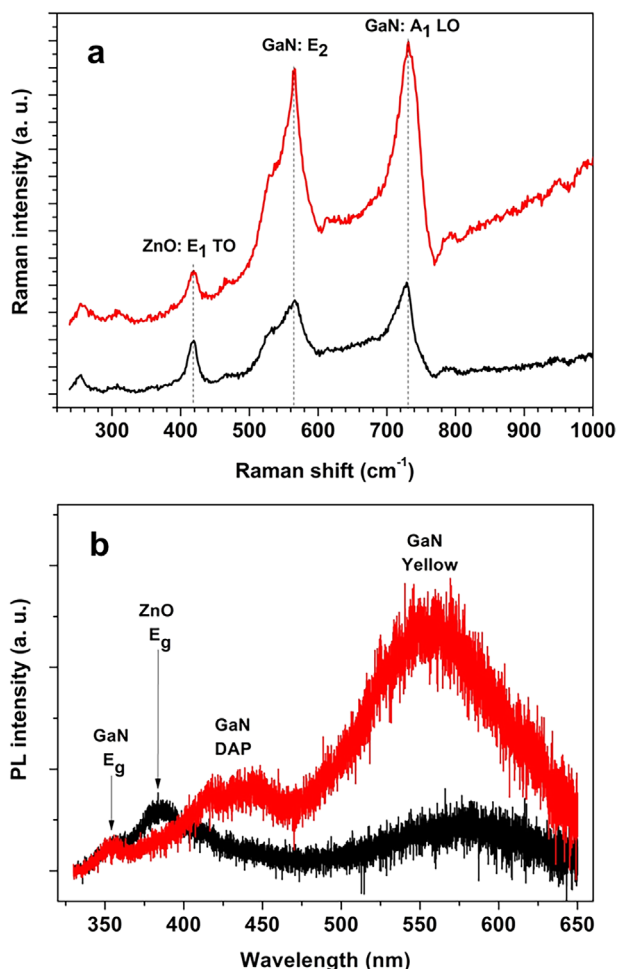 a
GaN: E2
GaN: A1 LO
ZnO: E1 TO
Raman intensity (a. u.)
300 400 500 600 700 800 900 1000
Raman shift (cm-1)
b
GaN
Yellow
ZnO
Eg
GaN
DAP
GaN
Eg
PL intensity (a. u.)
350 400 450 500 550 600 650
Wavelength (nm)